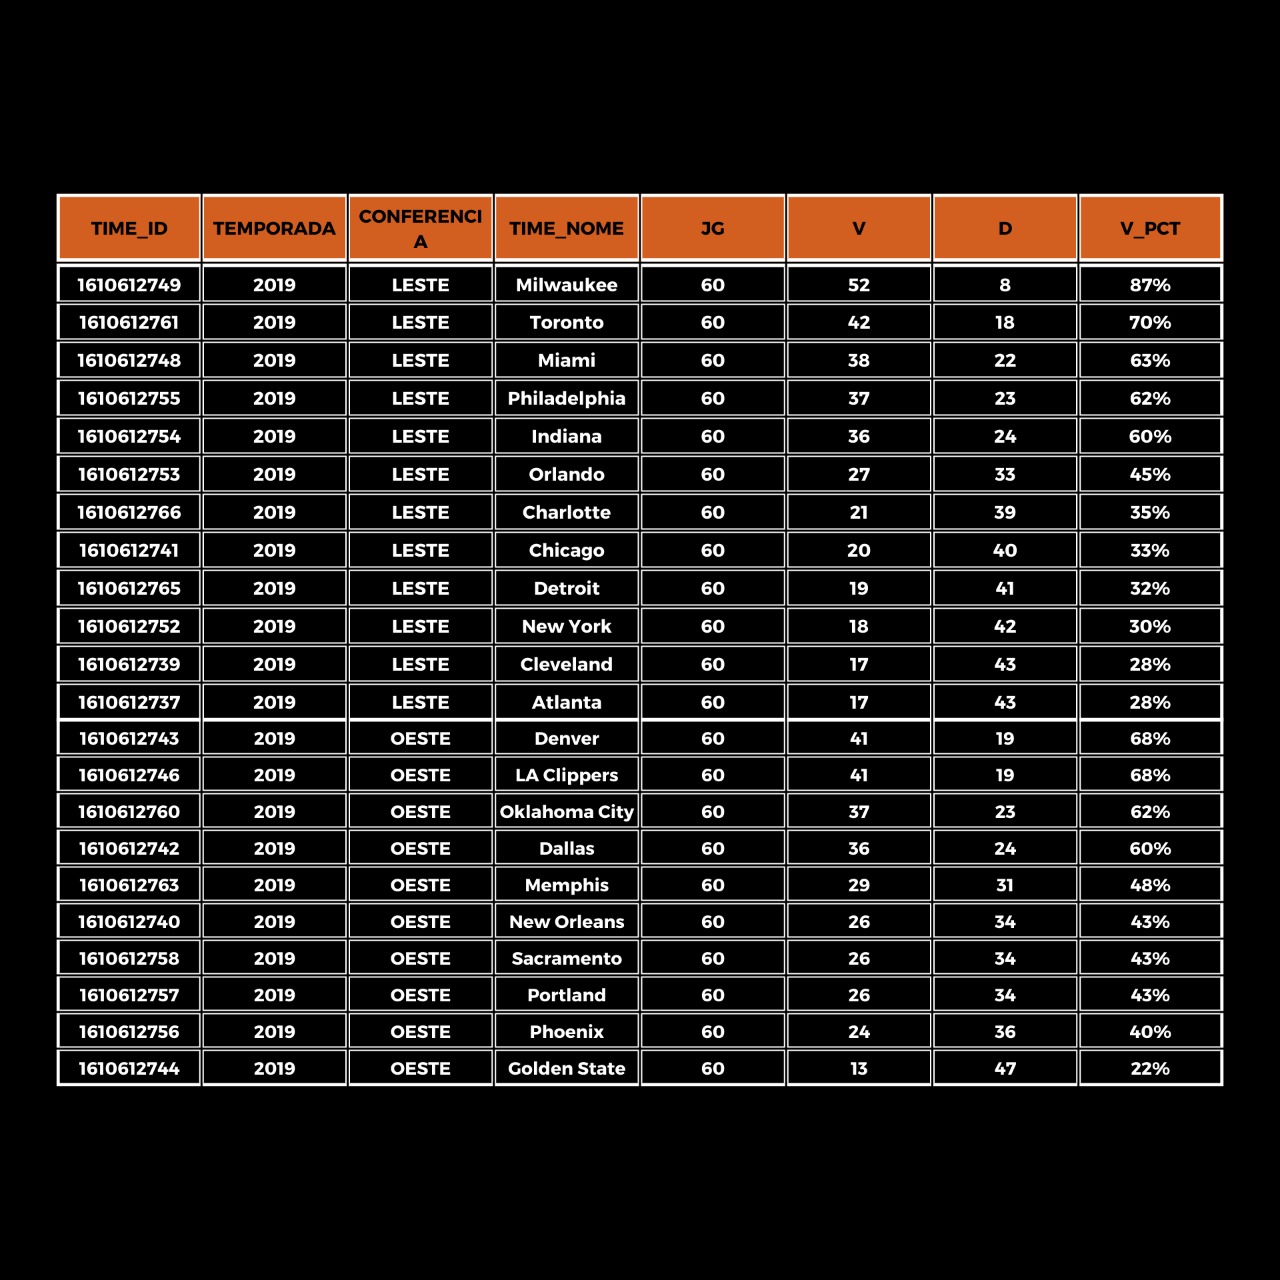 TIME_ID TEMPORADA CONFERENCI
A TIME_NOME JG V D V_PCT
1610612749 2019 LESTE Milwaukee 60 52 8 87%
1610612761 2019 LESTE Toronto 60 42 18 70%
1610612748 2019 LESTE Miami 60 38 22 63%
1610612755 2019 LESTE Philadelphia 60 37 23 62%
1610612754 2019 LESTE Indiana 60 36 24 60%
1610612753 2019 LESTE Orlando 60 27 33 45%
1610612766 2019 LESTE Charlotte 60 21 39 35%
1610612741 2019 LESTE Chicago 60 20 40 33%
1610612765 2019 LESTE Detroit 60 19 41 32%
1610612752 2019 LESTE New York 60 18 42 30%
1610612739 2019 LESTE Cleveland 60 17 43 28%
1610612737 2019 LESTE Atlanta 60 17 43 28%
1610612743 2019 OESTE Denver 60 41 19 68%
1610612746 2019 OESTE LA Clippers 60 41 19 68%
1610612760 2019 OESTE Oklahoma City 60 37 23 62%
1610612742 2019 OESTE Dallas 60 36 24 60%
1610612763 2019 OESTE Memphis 60 29 31 48%
1610612740 2019 OESTE New Orleans 60 26 34 43%
1610612758 2019 OESTE Sacramento 60 26 34 43%
1610612757 2019 OESTE Portland 60 26 34 43%
1610612756 2019 OESTE Phoenix 60 24 36 40%
1610612744 2019 OESTE Golden State 60 13 47 22%